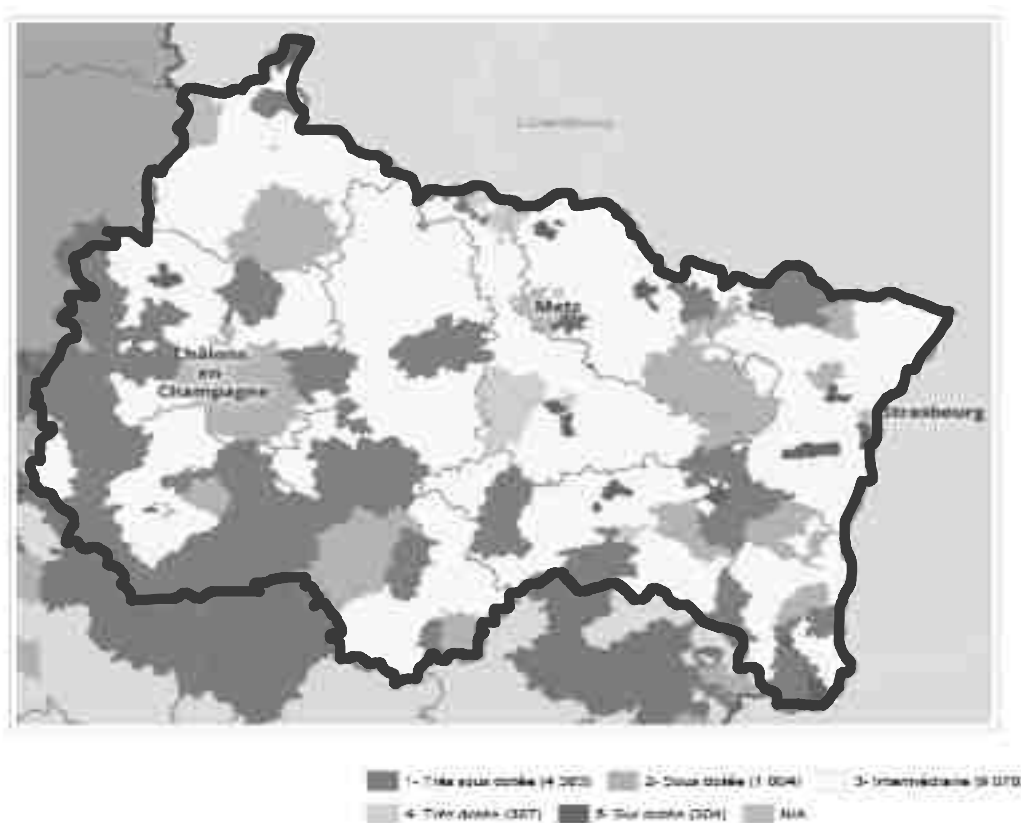 Luxembourg
Metz
Châlons
en
Champagne
Strasbourg
1- Très sous dotée 2- Sous dotée 3- Intermédiaire
4- Très dotée 5- Sur dotée N/A